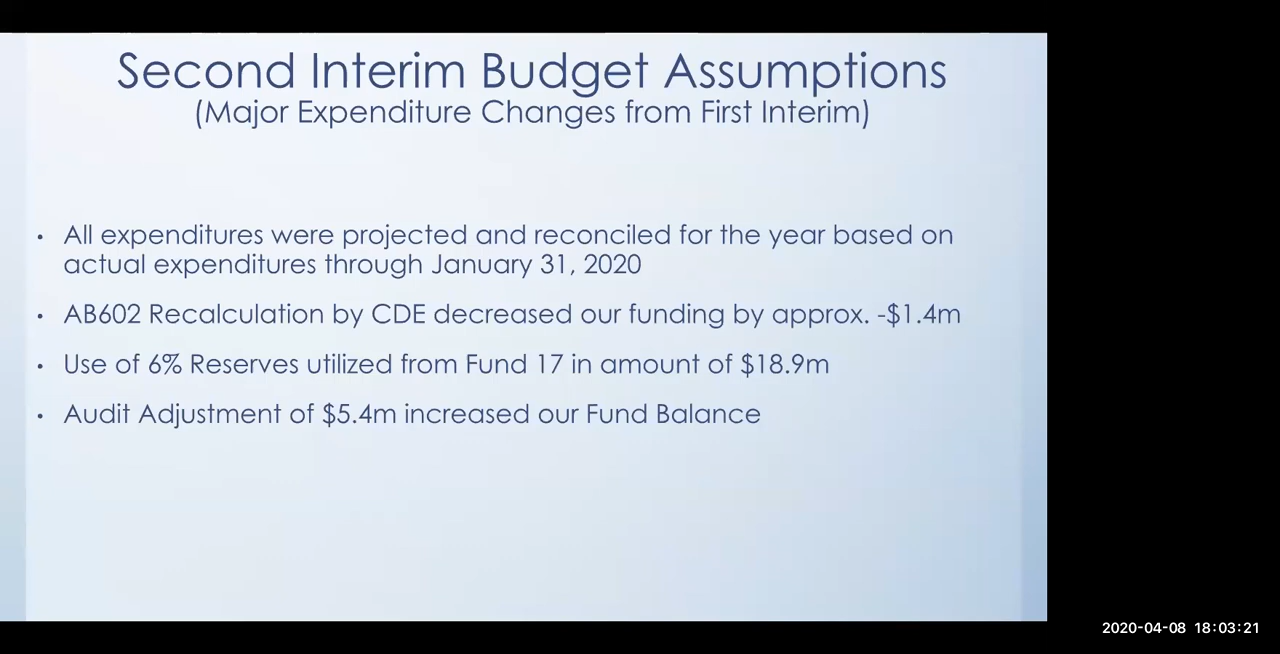 Second Interim Budget Assumptions
(Major Expenditure Changes from First Interim)
• All expenditures were projected and reconciled for the year based on
actual expenditures through January 31, 2020
• AB602 Recalculation by CDE decreased our funding by approx. -$1.4m
• Use of 6% Reserves utilized from Fund 17 in amount of $18.9m
• Audit Adjustment of $5.4m increased our Fund Balance
2020-04-08 18:03:21